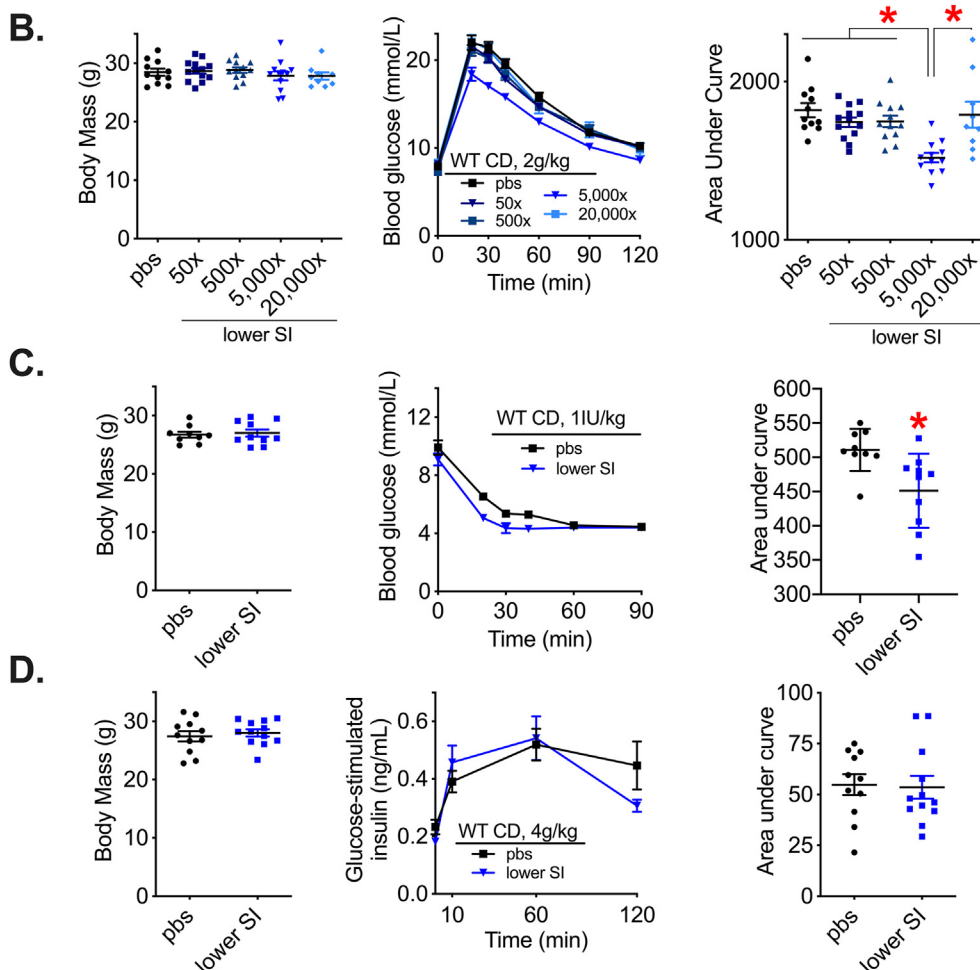 B.
Body Mass (g)
40
30
20
10
0
pbs
50x
500x
5,000x
20,000x
lower SI
Blood glucose (mmol/L)
20
10
0
WT CD, 2g/kg
pbs
50x
500x
5,000x
20,000x
0
30
60
90
120
Time (min)
Area Under Curve
2000
1000
* *
pbs
50x
500x
5,000x
20,000x
lower SI
C.
Body Mass (g)
30
20
10
0
pbs
lower SI
Blood glucose (mmol/L)
12
9
6
3
0
WT CD, 1IU/kg
pbs
lower SI
0
30
60
90
Time (min)
Area under curve
600
550
500
450
400
350
300
*
pbs
lower SI
D.
Body Mass (g)
30
20
10
0
pbs
lower SI
Glucose-stimulated
insulin (ng/mL)
0.6
0.4
0.2
0.0
WT CD, 4g/kg
pbs
lower SI
10
60
120
Time (min)
Area under curve
100
75
50
25
0
pbs
lower SI